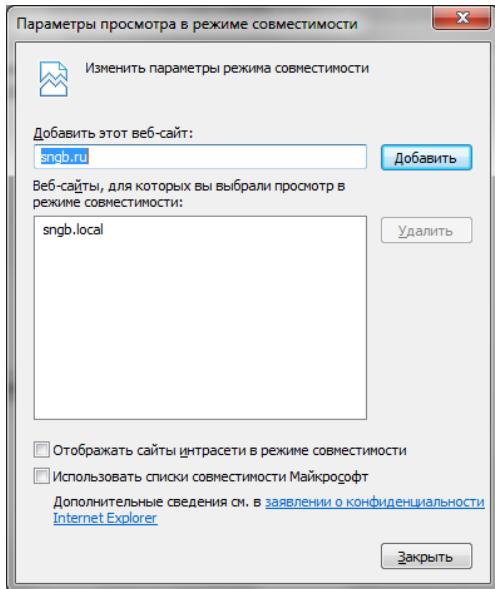 Параметры просмотра в режиме совместимости
Изменить параметры режима совместимости
Добавить этот веб-сайт:
sngb.ru
Добавить
Веб-сайты, для которых вы выбрали просмотр в
режиме совместимости:
sngb.local
Удалить
Отображать сайты интрасети в режиме совместимости
Использовать списки совместимости Майкрософт
Дополнительные сведения см. в заявлении о конфиденциальности
Internet Explorer
Закрыть